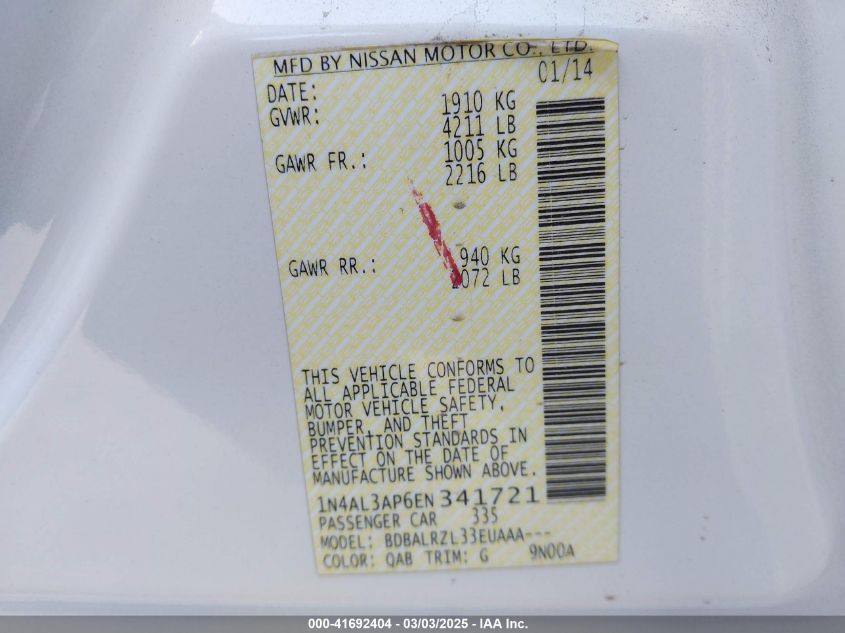 MFD BY NISSAN MOTOR CO., LTD.
DATE: 01/14
GVWR: 1910 KG
4211 LB
GAWR FR.: 1005 KG
2216 LB
GAWR RR.: 940 KG
2072 LB
THIS VEHICLE CONFORMS TO
ALL APPLICABLE FEDERAL
MOTOR VEHICLE SAFETY,
BUMPER, AND THEFT
PREVENTION STANDARDS IN
EFFECT ON THE DATE OF
MANUFACTURE SHOWN ABOVE.
1N4AL3AP6EN341721
PASSENGER CAR 335
MODEL: BDBALRZL33EUAAA---
COLOR: QAB TRIM: G 9N00A
000-41692404 - 03/03/2025 - IAA Inc.